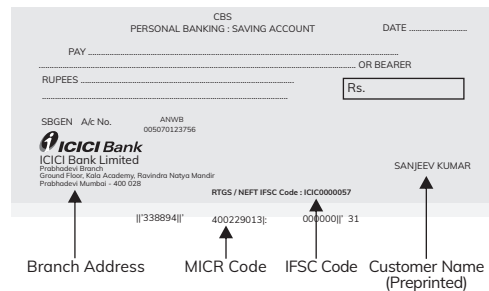 CBS
PERSONAL BANKING : SAVING ACCOUNT
DATE ............................
PAY ....................................................................................................
.................................................................................................... OR BEARER
RUPEES ....................................................................................................
....................................................................................................
Rs.
SBGEN A/c No. ANWB
005070123756
ICICI Bank
ICICI Bank Limited
Prabhadevi Branch
Ground Floor, Kala Academy, Ravindra Natya Mandir
Prabhadevi Mumbai - 400 028
SANJEEV KUMAR
RTGS / NEFT IFSC Code : ICIC0000057
||'338894||' 400229013|: 000000||' 31
Branch Address MICR Code IFSC Code Customer Name
(Preprinted)